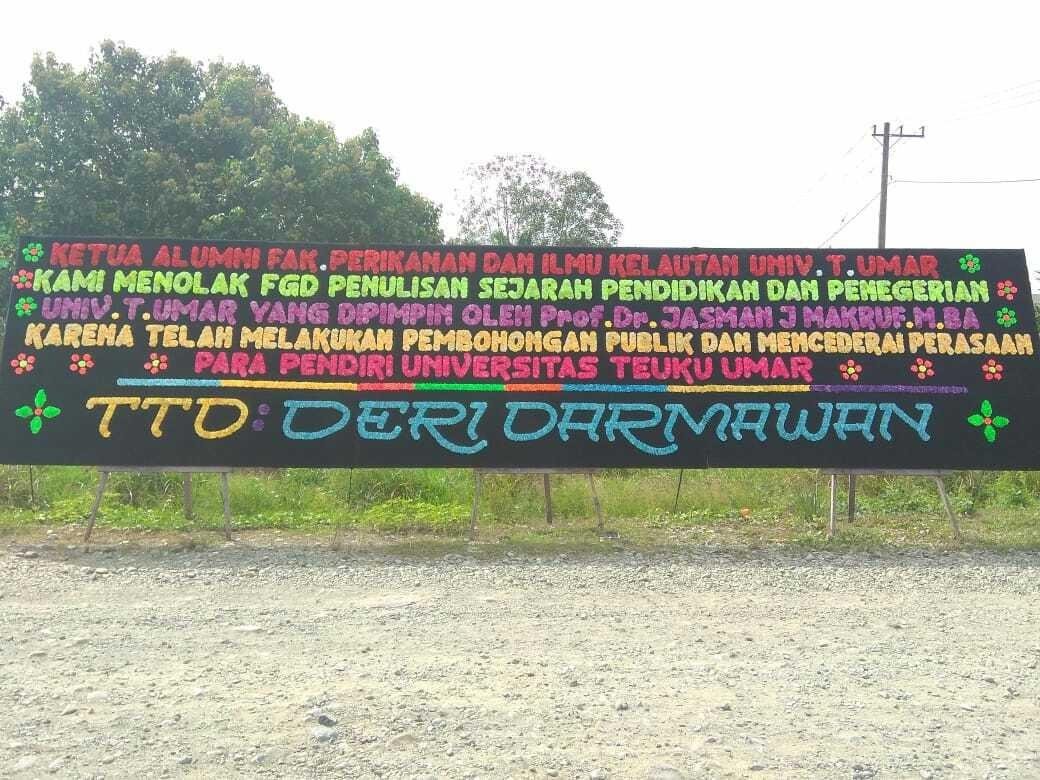 KETUA ALUMNI FAK.PERIKANAN DAN ILMU KELAUTAN UNIV.T.UMAR
KAMI MENOLAK FGD PENULISAN SEJARAH PENDIDIKAN DAN PENEGERIAN
UNIV.T.UMAR YANG DIPIMPIN OLEH Prof.Dr.JASMAN J MAKRUF.M.BA
KARENA TELAH MELAKUKAN PEMBOHONGAN PUBLIK DAN MENCEDERAI PERASAAN
PARA PENDIRI UNIVERSITAS TEUKU UMAR
TTD: DERI DARMAWAN